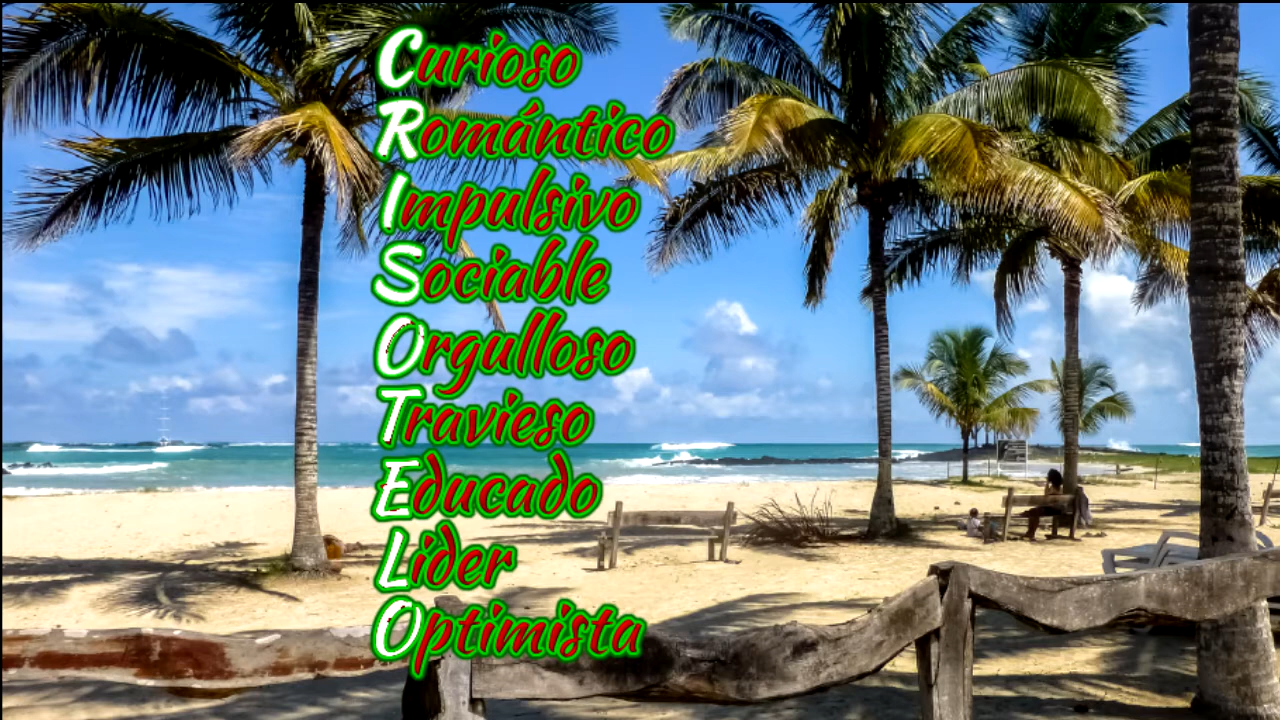 Curioso
Romántico
Impulsivo
Sociable
Orgulloso
Travieso
Educado
Lider
Optimista